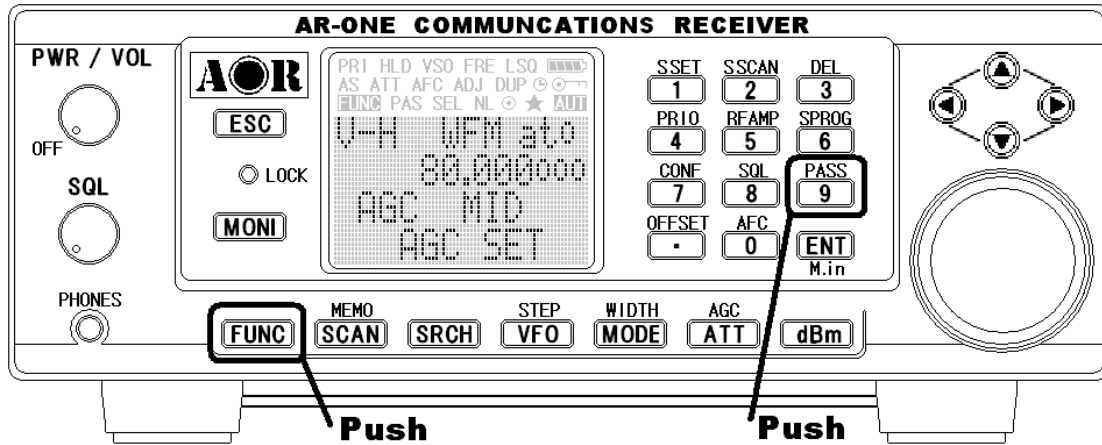 AR-ONE COMMUNCATIONS RECEIVER
PWR / VOL
OFF
SQL
PHONES
AOR
ESC
LOCK
MONI
PRI HLD VSO FRE LSQ
AS ATT AFC ADJ DUP
FUNC PAS SEL NL AUT
V-H WFM ato
80.000000
AGC MID
AGC SET
SSET SSCAN DEL
1 2 3
PRIO RFAMP SPROG
4 5 6
CONF SQL PASS
7 8 9
OFFSET AFC
. 0 ENT
M.in
MEMO STEP WIDTH AGC
FUNC SCAN SRCH VFO MODE ATT dBm
Push Push